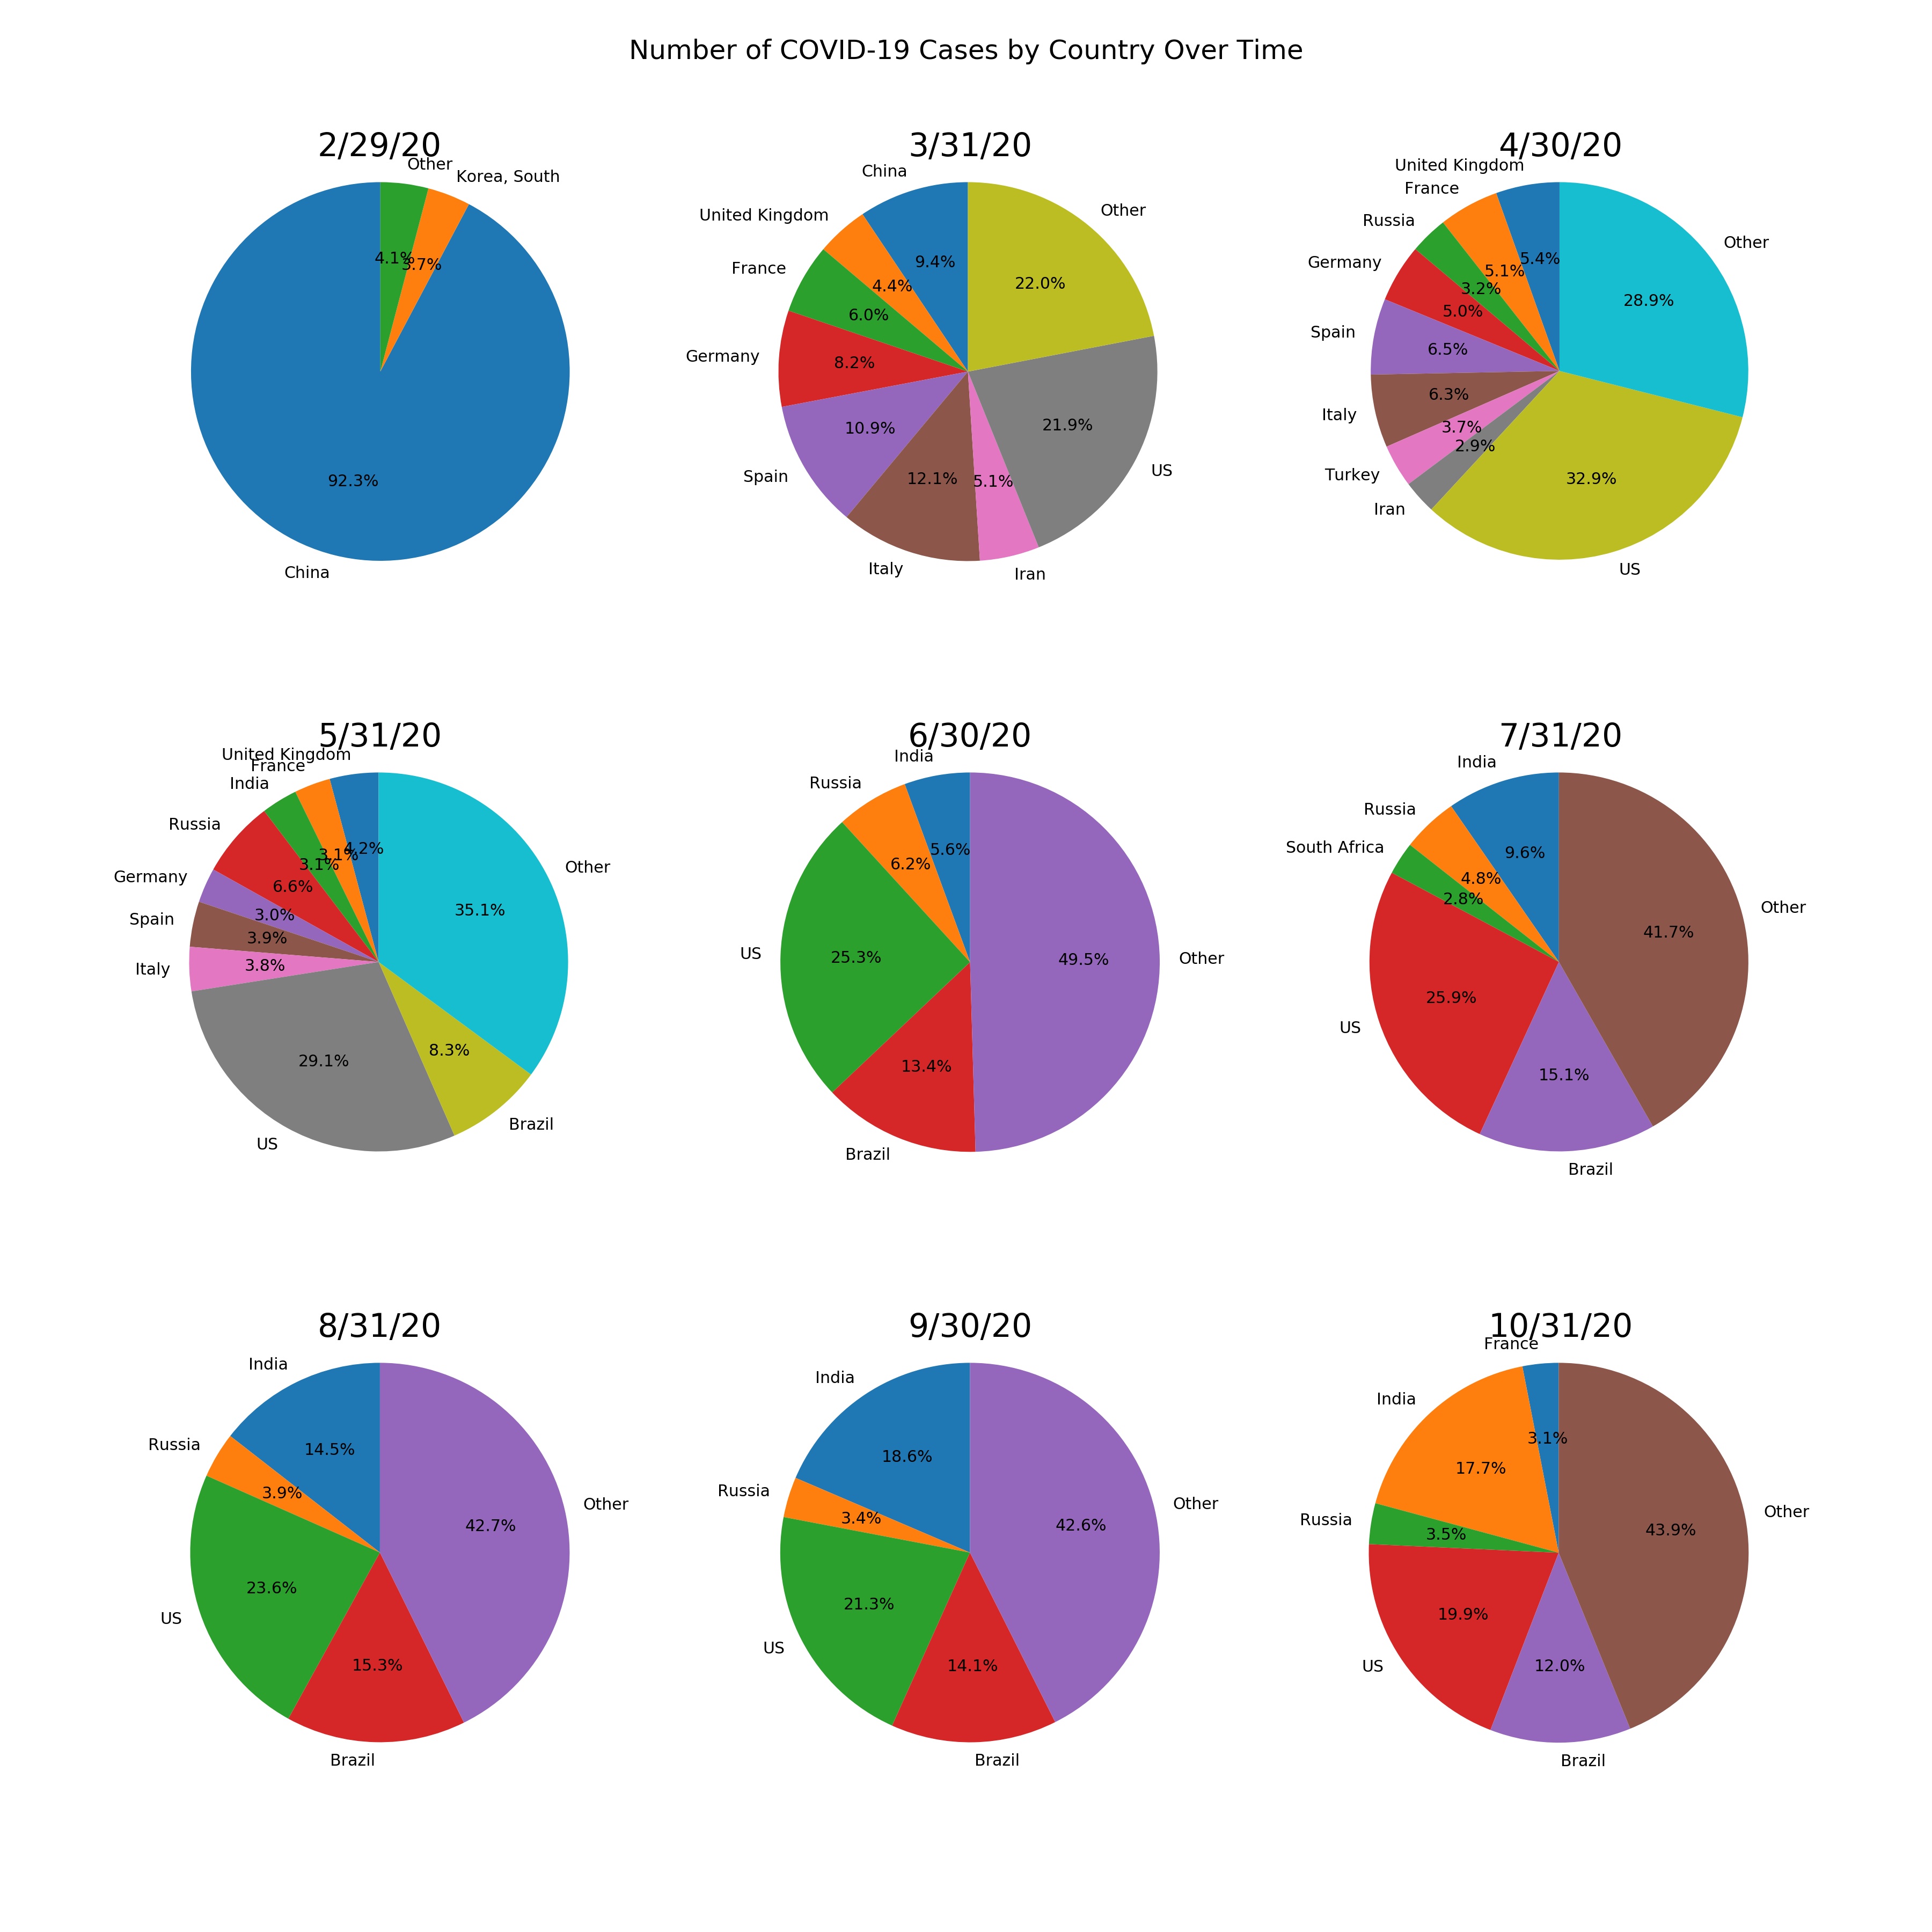 Number of COVID-19 Cases by Country Over Time
2/29/20
Other
Korea, South
4.1%
3.7%
92.3%
China
3/31/20
China
Other
United Kingdom
France
Germany
Spain
Italy
Iran
US
9.4%
4.4%
6.0%
8.2%
10.9%
12.1%
5.1%
21.9%
22.0%
4/30/20
United Kingdom
France
Russia
Germany
Spain
Italy
Turkey
Iran
US
Other
5.4%
5.1%
3.2%
5.0%
6.5%
6.3%
3.7%
2.9%
32.9%
28.9%
5/31/20
United Kingdom
France
India
Russia
Germany
Spain
Italy
US
Brazil
Other
4.2%
3.1%
3.1%
6.6%
3.0%
3.9%
3.8%
29.1%
8.3%
35.1%
6/30/20
India
Russia
US
Brazil
Other
5.6%
6.2%
25.3%
13.4%
49.5%
7/31/20
India
Russia
South Africa
US
Brazil
Other
9.6%
4.8%
2.8%
25.9%
15.1%
41.7%
8/31/20
India
Russia
US
Brazil
Other
14.5%
3.9%
23.6%
15.3%
42.7%
9/30/20
India
Russia
US
Brazil
Other
18.6%
3.4%
21.3%
14.1%
42.6%
10/31/20
France
India
Russia
US
Brazil
Other
3.1%
17.7%
3.5%
19.9%
12.0%
43.9%